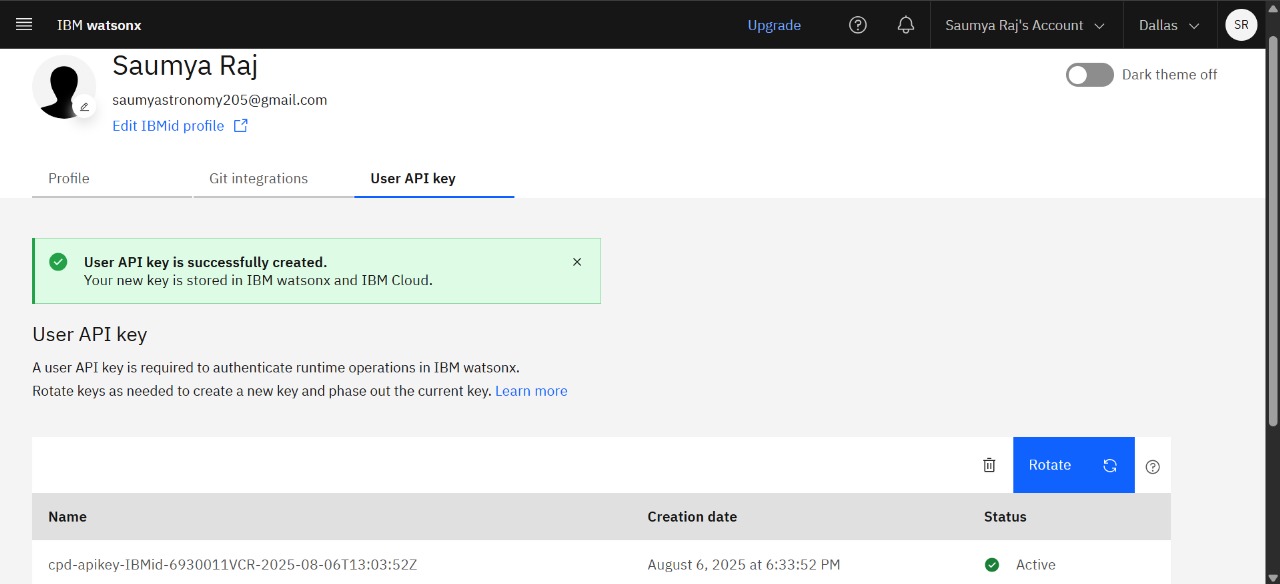 IBM watsonx
Upgrade
Saumya Raj's Account
Dallas
SR
Saumya Raj
saumyastronomy205@gmail.com
Edit IBMid profile
Dark theme off
Profile
Git integrations
User API key
User API key is successfully created.
Your new key is stored in IBM watsonx and IBM Cloud.
User API key
A user API key is required to authenticate runtime operations in IBM watsonx.
Rotate keys as needed to create a new key and phase out the current key. Learn more
Rotate
Name Creation date Status
cpd-apikey-IBMid-6930011VCR-2025-08-06T13:03:52Z August 6, 2025 at 6:33:52 PM Active